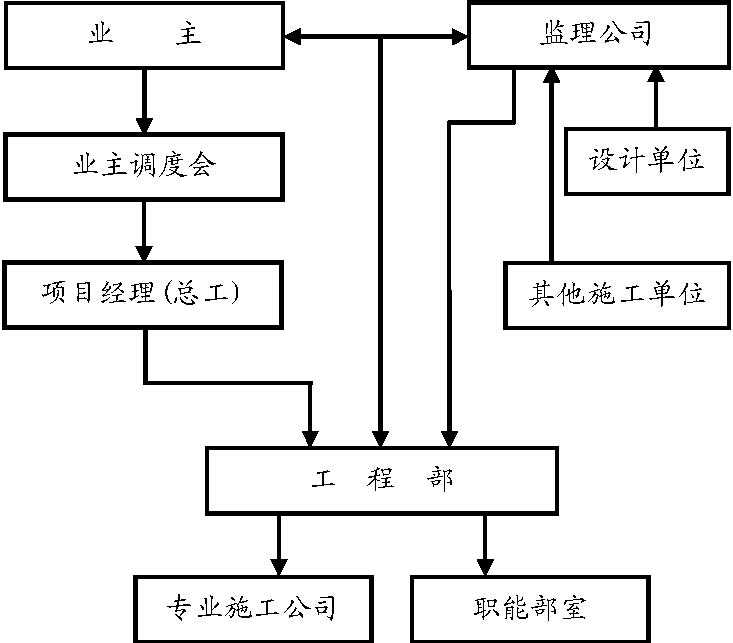 业 主
监理公司
业主调度会
设计单位
项目经理(总工)
其他施工单位
工 程 部
专业施工公司
职能部室